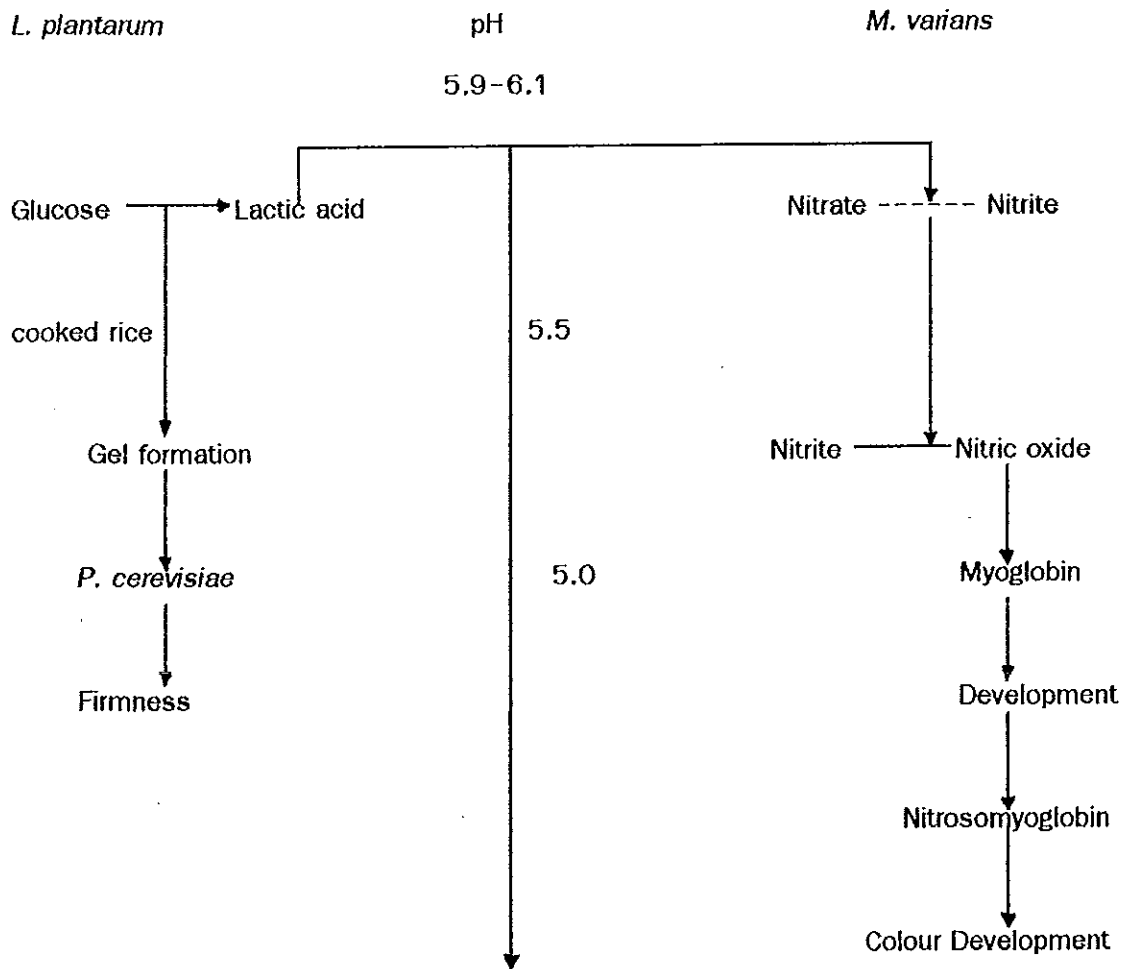 L. plantarum pH M. varians
5.9-6.1
Glucose Lactic acid Nitrate Nitrite
cooked rice 5.5
Gel formation Nitrite Nitric oxide
P. cerevisiae 5.0 Myoglobin
Firmness Development
Nitrosomyoglobin
Colour Development